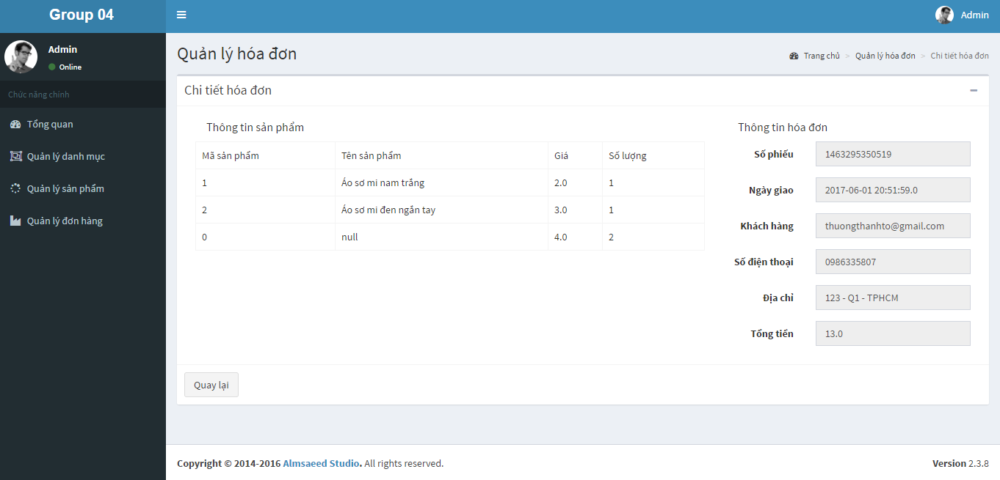 Group 04
Admin
Admin
Online
Chức năng chính
Tổng quan
Quản lý danh mục
Quản lý sản phẩm
Quản lý đơn hàng
Quản lý hóa đơn
Trang chủ > Quản lý hóa đơn > Chi tiết hóa đơn
Chi tiết hóa đơn
Thông tin sản phẩm
Mã sản phẩm Tên sản phẩm Giá Số lượng
1 Áo sơ mi nam trắng 2.0 1
2 Áo sơ mi đen ngắn tay 3.0 1
0 null 4.0 2
Thông tin hóa đơn
Số phiếu 1463295350519
Ngày giao 2017-06-01 20:51:59.0
Khách hàng thuongthanhto@gmail.com
Số điện thoại 0986335807
Địa chỉ 123 - Q1 - TPHCM
Tổng tiền 13.0
Quay lại
Copyright © 2014-2016 Almsaeed Studio. All rights reserved.
Version 2.3.8